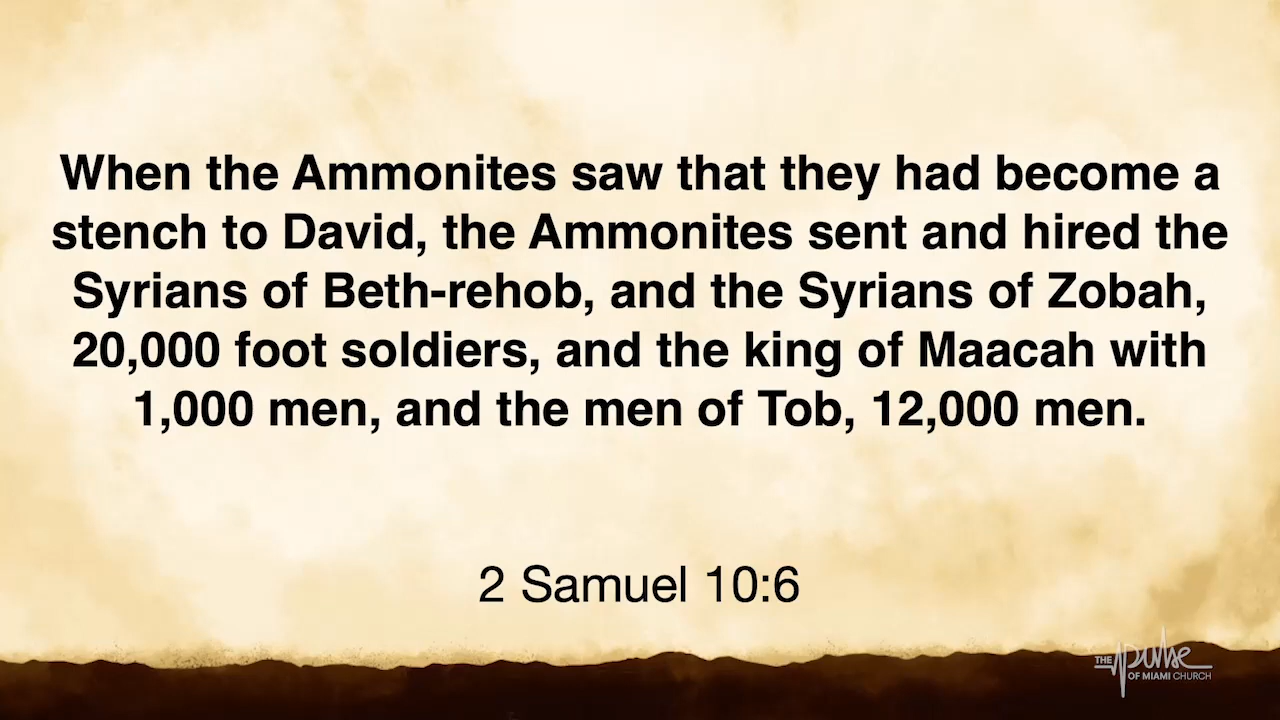 When the Ammonites saw that they had become a
stench to David, the Ammonites sent and hired the
Syrians of Beth-rehob, and the Syrians of Zobah,
20,000 foot soldiers, and the king of Maacah with
1,000 men, and the men of Tob, 12,000 men.
2 Samuel 10:6
THE pulse
OF MIAMI CHURCH